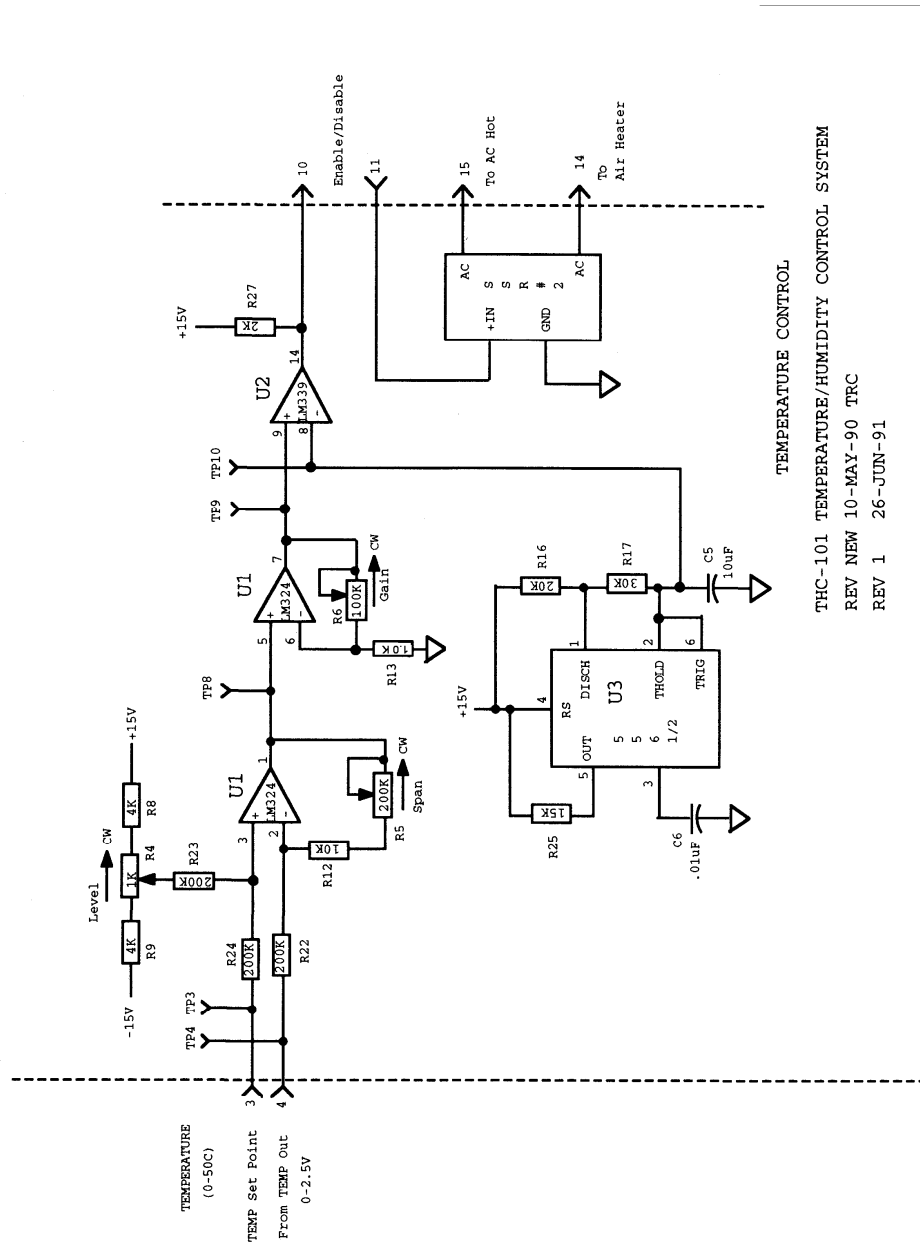 TEMPERATURE
(0-50C)
TEMP Set Point
From TEMP Out
0-2.5V
3
4
TP3
TP4
-15V
4K
R9
Level
CW
1K
R4
4K
R8
+15V
R23
200K
R24
200K
200K
R22
3
2
+
-
LM324
U1
1
10K
R12
200K
R5
Span
CW
TP8
5
6
+
-
LM324
U1
7
R6
100K
Gain
CW
1.0K
R13
TP9
TP10
9
8
+
-
LM339
U2
14
+15V
2K
R27
10
Enable/Disable
11
15
To AC Hot
14
To
Air Heater
AC
AC
+IN
GND
S
S
R
#
2
+15V
R16
20K
R17
30K
C5
10uF
4
RS
1
DISCH
2
THOLD
6
TRIG
U3
5
5
6
1/2
OUT
5
3
15K
R25
C6
.01uF
TEMPERATURE CONTROL
THC-101 TEMPERATURE/HUMIDITY CONTROL SYSTEM
REV NEW 10-MAY-90 TRC
REV 1 26-JUN-91